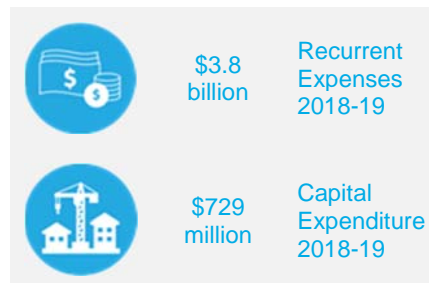 $3.8
billion
Recurrent
Expenses
2018-19
$
$
$729
million
Capital
Expenditure
2018-19